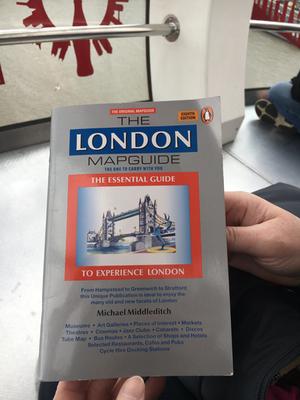 THE ORIGINAL MAPGUIDE
THE
EIGHTH
EDITION
LONDON
MAPGUIDE
THE ONE TO CARRY WITH YOU
THE ESSENTIAL GUIDE
TO EXPERIENCE LONDON
From Hampstead to Greenwich to Stratford
this Unique Publication is ideal to enjoy the
many old and new facets of London
Michael Middleditch
Museums • Art Galleries • Places of Interest • Markets
Theatres • Cinemas • Jazz Clubs • Cabarets • Discos
Tube Map • Bus Routes • A Selection of Shops and Hotels
Selected Restaurants, Cafés and Pubs
Cycle Hire Docking Stations